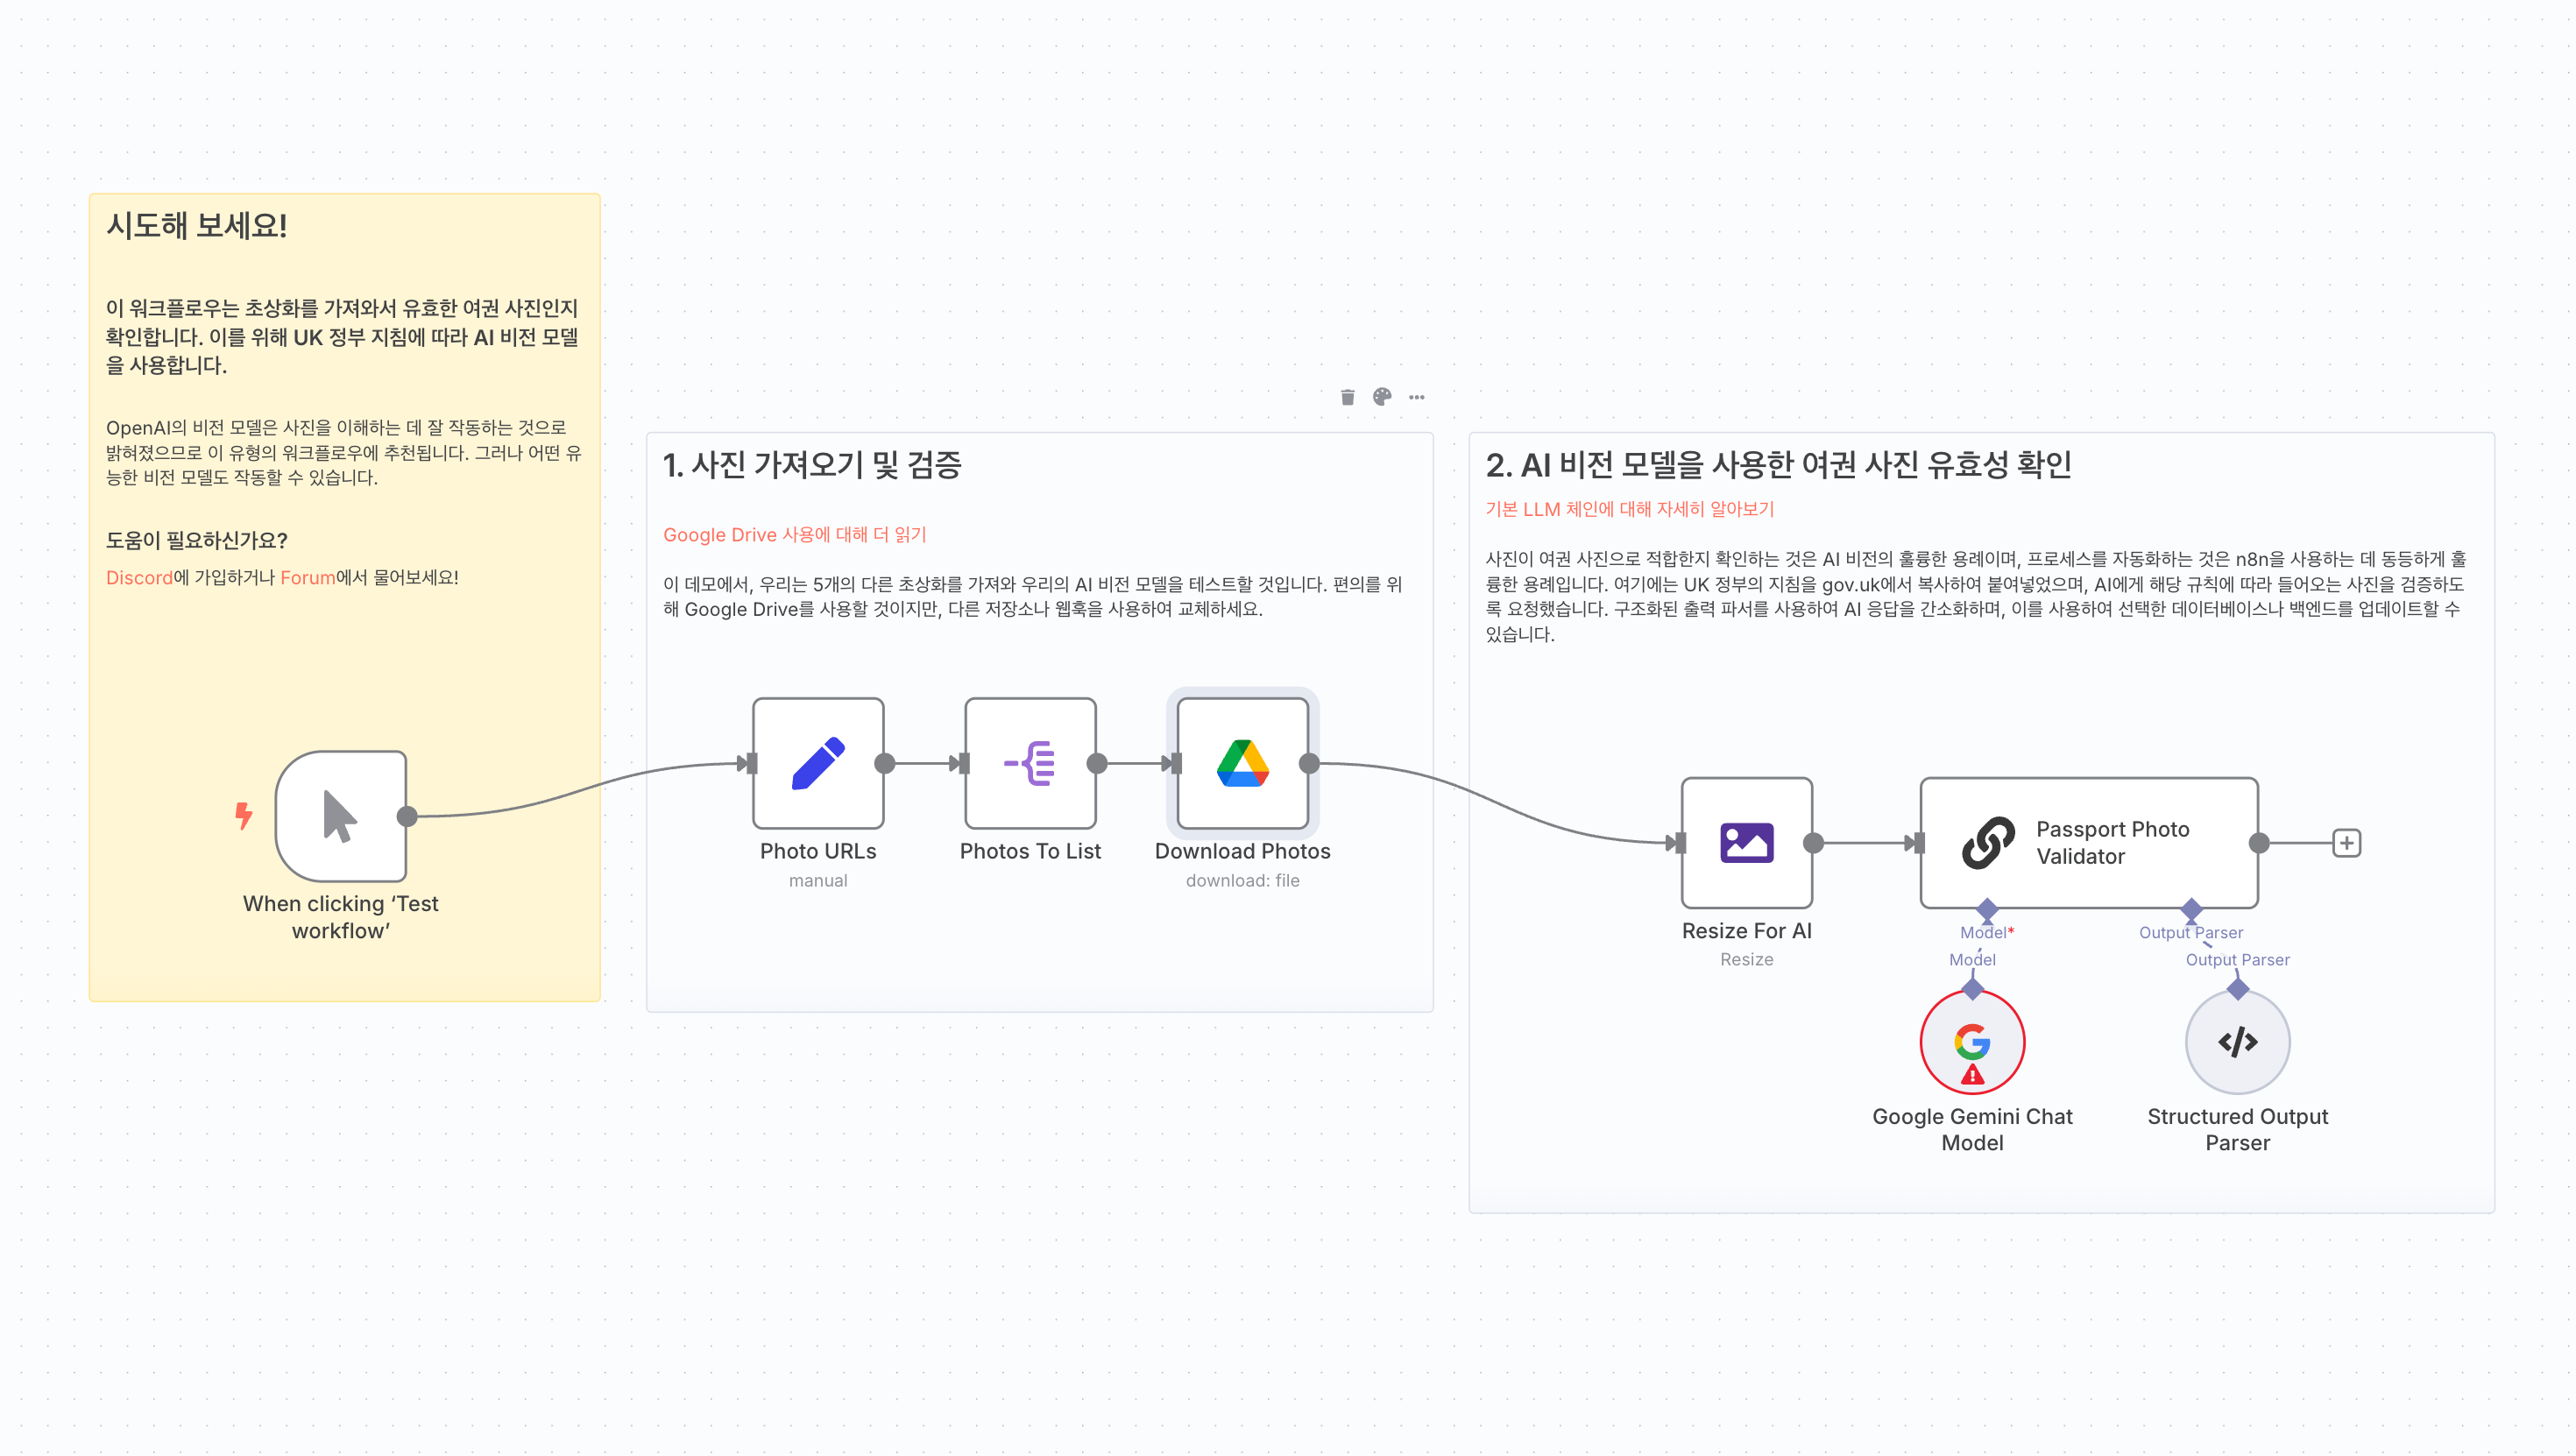 시도해 보세요!
이 워크플로우는 초상화를 가져와서 유효한 여권 사진인지
확인합니다. 이를 위해 UK 정부 지침에 따라 AI 비전 모델
을 사용합니다.
OpenAI의 비전 모델은 사진을 이해하는 데 잘 작동하는 것으로
밝혀졌으므로 이 유형의 워크플로우에 추천됩니다. 그러나 어떤 유
능한 비전 모델도 작동할 수 있습니다.
도움이 필요하신가요?
Discord에 가입하거나 Forum에서 물어보세요!
When clicking ‘Test
workflow’
1. 사진 가져오기 및 검증
Google Drive 사용에 대해 더 읽기
이 데모에서, 우리는 5개의 다른 초상화를 가져와 우리의 AI 비전 모델을 테스트할 것입니다. 편의를 위
해 Google Drive를 사용할 것이지만, 다른 저장소나 웹훅을 사용하여 교체하세요.
Photo URLs
manual
Photos To List
Download Photos
download: file
2. AI 비전 모델을 사용한 여권 사진 유효성 확인
기본 LLM 체인에 대해 자세히 알아보기
사진이 여권 사진으로 적합한지 확인하는 것은 AI 비전의 훌륭한 용례이며, 프로세스를 자동화하는 것은 n8n을 사용하는 데 동등하게 훌
륭한 용례입니다. 여기에는 UK 정부의 지침을 gov.uk에서 복사하여 붙여넣었으며, AI에게 해당 규칙에 따라 들어오는 사진을 검증하도
록 요청했습니다. 구조화된 출력 파서를 사용하여 AI 응답을 간소화하며, 이를 사용하여 선택한 데이터베이스나 백엔드를 업데이트할 수
있습니다.
Resize For AI
Resize
Passport Photo
Validator
Model*
Output Parser
Model
Output Parser
Google Gemini Chat
Model
Structured Output
Parser